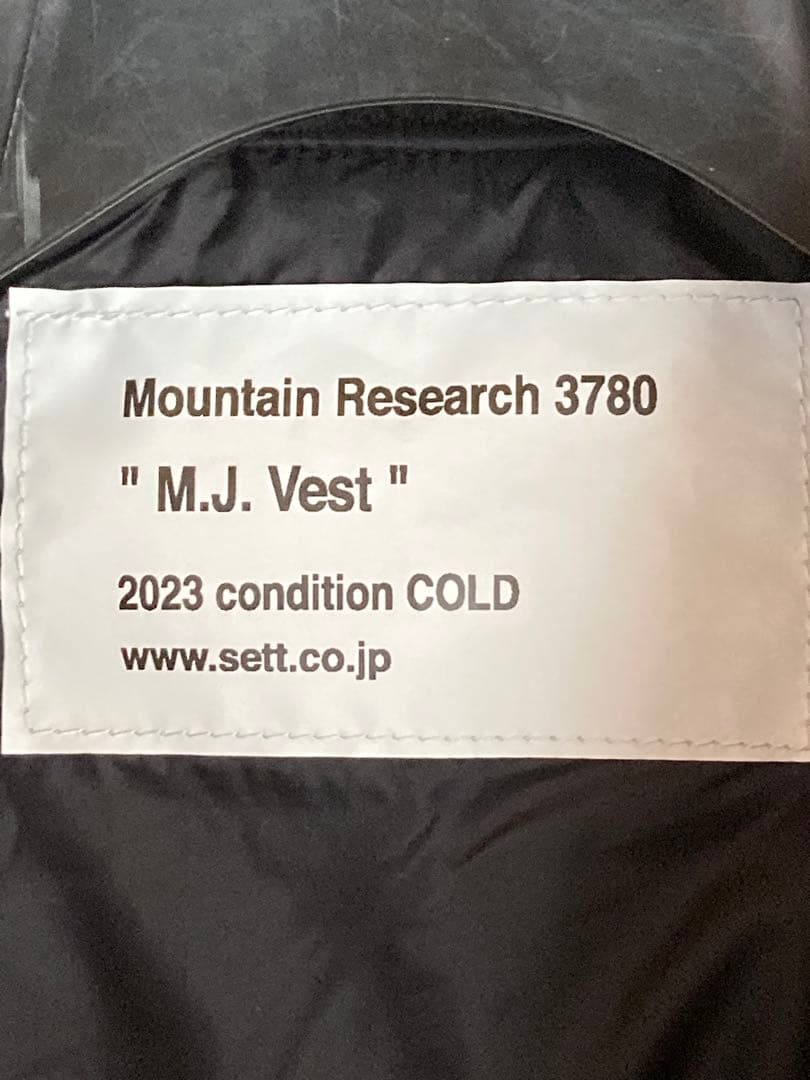 Mountain Research 3780
" M.J. Vest "
2023 condition COLD
www.sett.co.jp